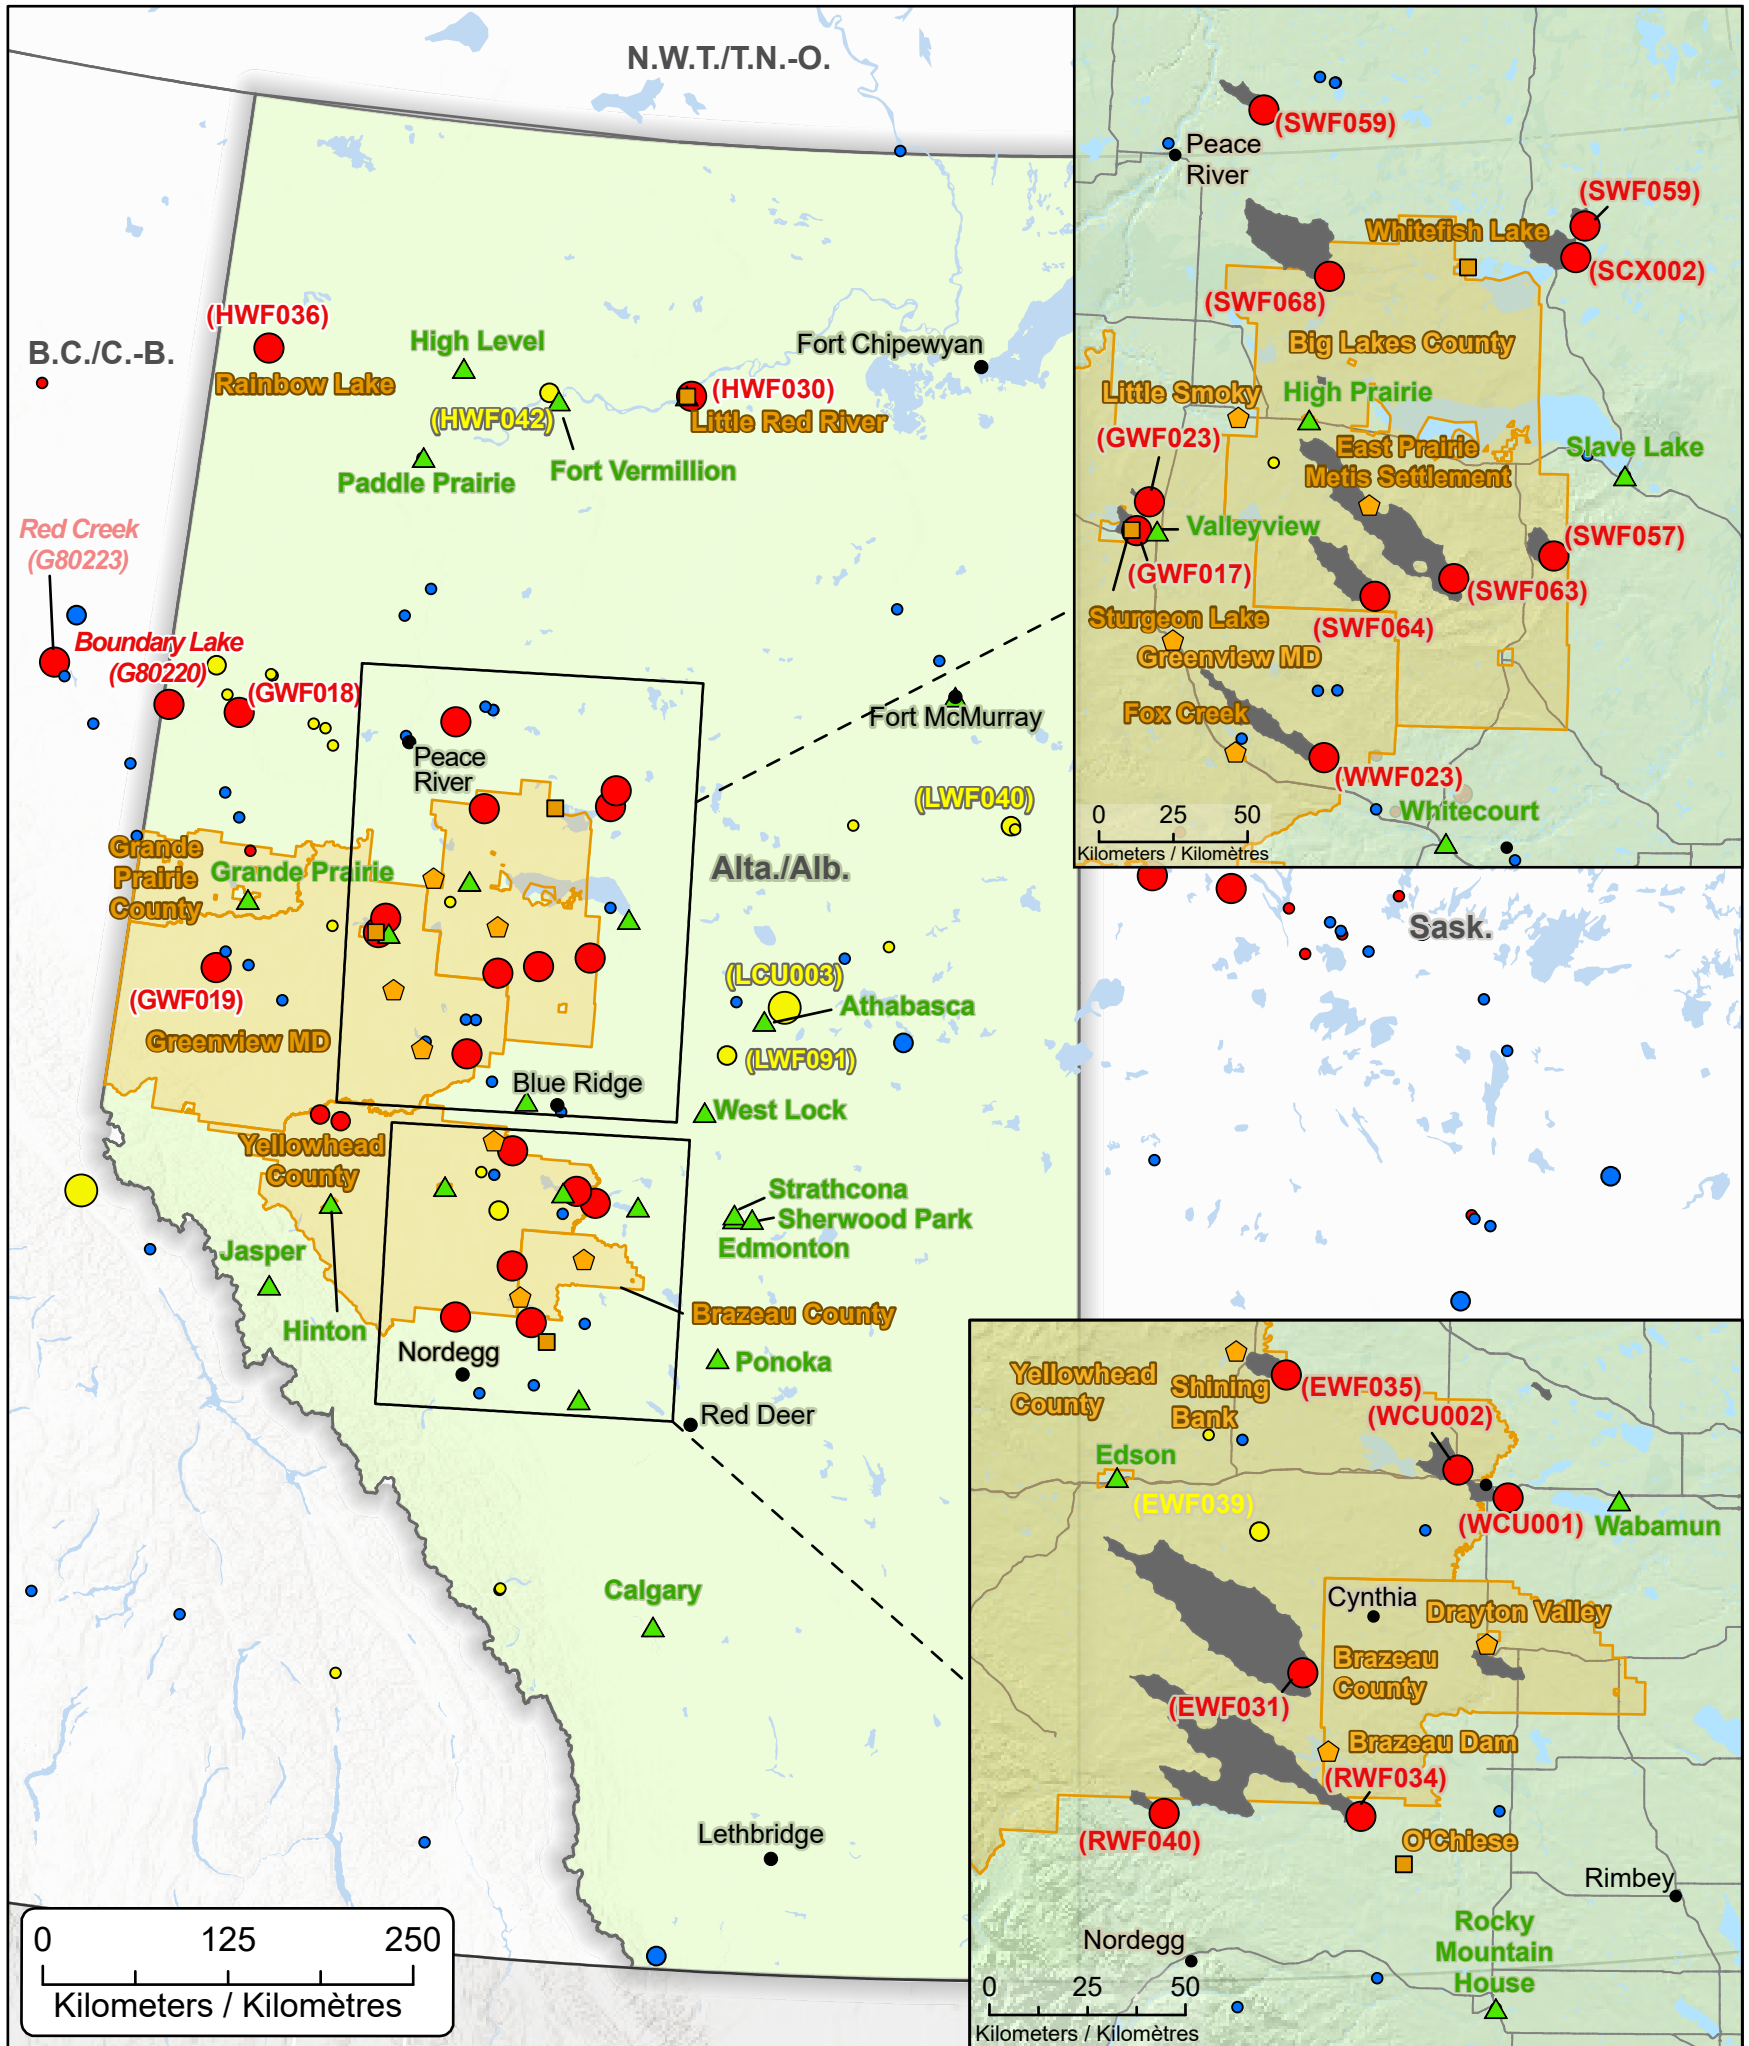 N.W.T./T.N.-O.
B.C./C.-B.
(HWF036)
Rainbow Lake
High Level
(HWF042)
Fort Vermillion
Paddle Prairie
Fort Chipewyan
(HWF030)
Little Red River
Red Creek
(G80223)
Boundary Lake
(G80220)
(GWF018)
Peace
River
Fort McMurray
(LWF040)
Alta./Alb.
Grande
Prairie
County
Grande Prairie
(GWF019)
Greenview MD
(LCU003)
Athabasca
(LWF091)
Blue Ridge
West Lock
Yellowhead
County
Strathcona
Sherwood Park
Edmonton
Jasper
Hinton
Brazeau County
Nordegg
Ponoka
Red Deer
Calgary
Lethbridge
0 125 250
Kilometers / Kilomètres
Sask.
(SWF059)
Peace
River
(SWF059)
Whitefish Lake
(SCX002)
(SWF068)
Big Lakes County
Little Smoky
High Prairie
(GWF023)
East Prairie
Metis Settlement
Slave Lake
Valleyview
(SWF057)
(GWF017)
(SWF063)
Sturgeon Lake
(SWF064)
Greenview MD
Fox Creek
(WWF023)
Whitecourt
0 25 50
Kilometers / Kilomètres
Yellowhead
County
Shining
Bank
(EWF035)
(WCU002)
Edson
(EWF039)
(WCU001)
Wabamun
Cynthia
Drayton Valley
Brazeau
County
(EWF031)
Brazeau Dam
(RWF034)
(RWF040)
O'Chiese
Rimbey
Rocky
Mountain
House
Nordegg
0 25 50
Kilometers / Kilomètres